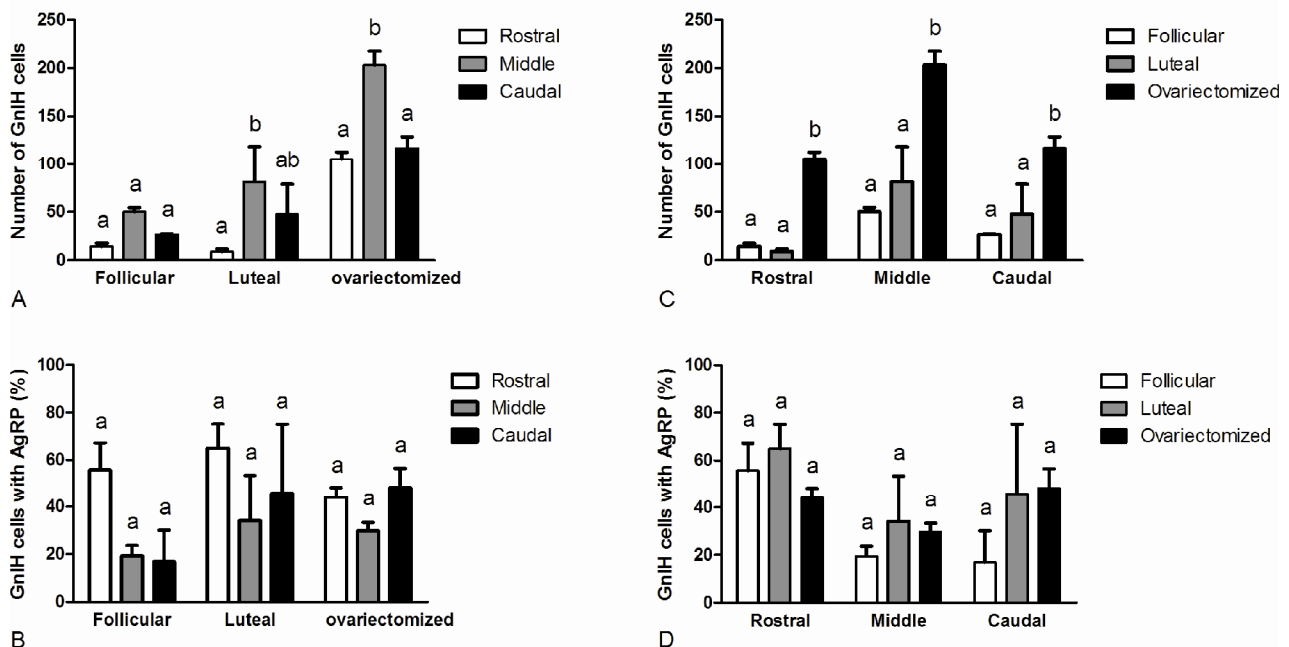 Number of GnIH cells
250
200
150
100
50
0
a
a
a
a
b
ab
a
b
a
Follicular
Luteal
ovariectomized
Rostral
Middle
Caudal
A
Number of GnIH cells
250
200
150
100
50
0
a
a
b
a
a
b
a
a
b
Rostral
Middle
Caudal
Follicular
Luteal
Ovariectomized
C
GnIH cells with AgRP (%)
100
80
60
40
20
0
a
a
a
a
a
a
a
a
a
Follicular
Luteal
ovariectomized
Rostral
Middle
Caudal
B
GnIH cells with AgRP (%)
100
80
60
40
20
0
a
a
a
a
a
a
a
a
a
Rostral
Middle
Caudal
Follicular
Luteal
Ovariectomized
D